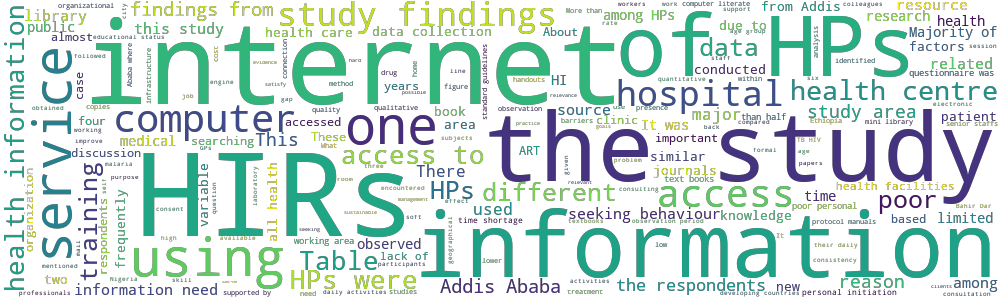 internet
of HPs
the study
HIRs
information
service
one
computer
hospital
using
access
health information
study findings
findings from
health care
data collection
among HPs
due to
from Addis
resource
research
health
Majority of
factors
related
library
public
this study
almost
About
data
conducted
health centre
study area
patient
case
years
HI
source
book
area
clinic
major
It was
important
similar
journals
four
copies
medical
searching
This
These
accessed
quality
improve
discussion
ART
access to
There
HPs
different
poor
time
training
organization
respondents
frequently
variable
all health
used
seeking behaviour
knowledge
based
limited
health facilities
two
information need
Table
HPs were
observed
lack of
working area
Addis Ababa
the respondents
new
reason
among
clients
time shortage
observation period
poor personal
personal initiation
developing countries
protocol manuals
their daily
consistency
text books
mini library
senior staffs
questionnaire was
standard guidelines
Addis Ababa where
educational status
organizational
infrastructure
connection
evidence
satisfy
method
qualitative
quantitative
observation
practice
barriers
presence
handouts
More than
workers
computer literate
colleagues
support
age group
staff
analysis
identified
session
electronic
Ethiopia
than half
compared
TB HIV
Bahir Dar
consultation
professionals
mentioned
purpose
Nigeria
skill
supported by
daily activities
studies
participants
encountered
management
sustainable
laboratory
question
consent
available
high
malaria
working
obtained
followed
engine
drug
line
figure
gap
job
cost
home
possible
subjects
effect
room
three
seeking
soft
geographical
lower
low
activities
treatment
textbooks
consulting
problem
relevant
given
formal
papers
age
within
six
back
use
relevance
goals
city